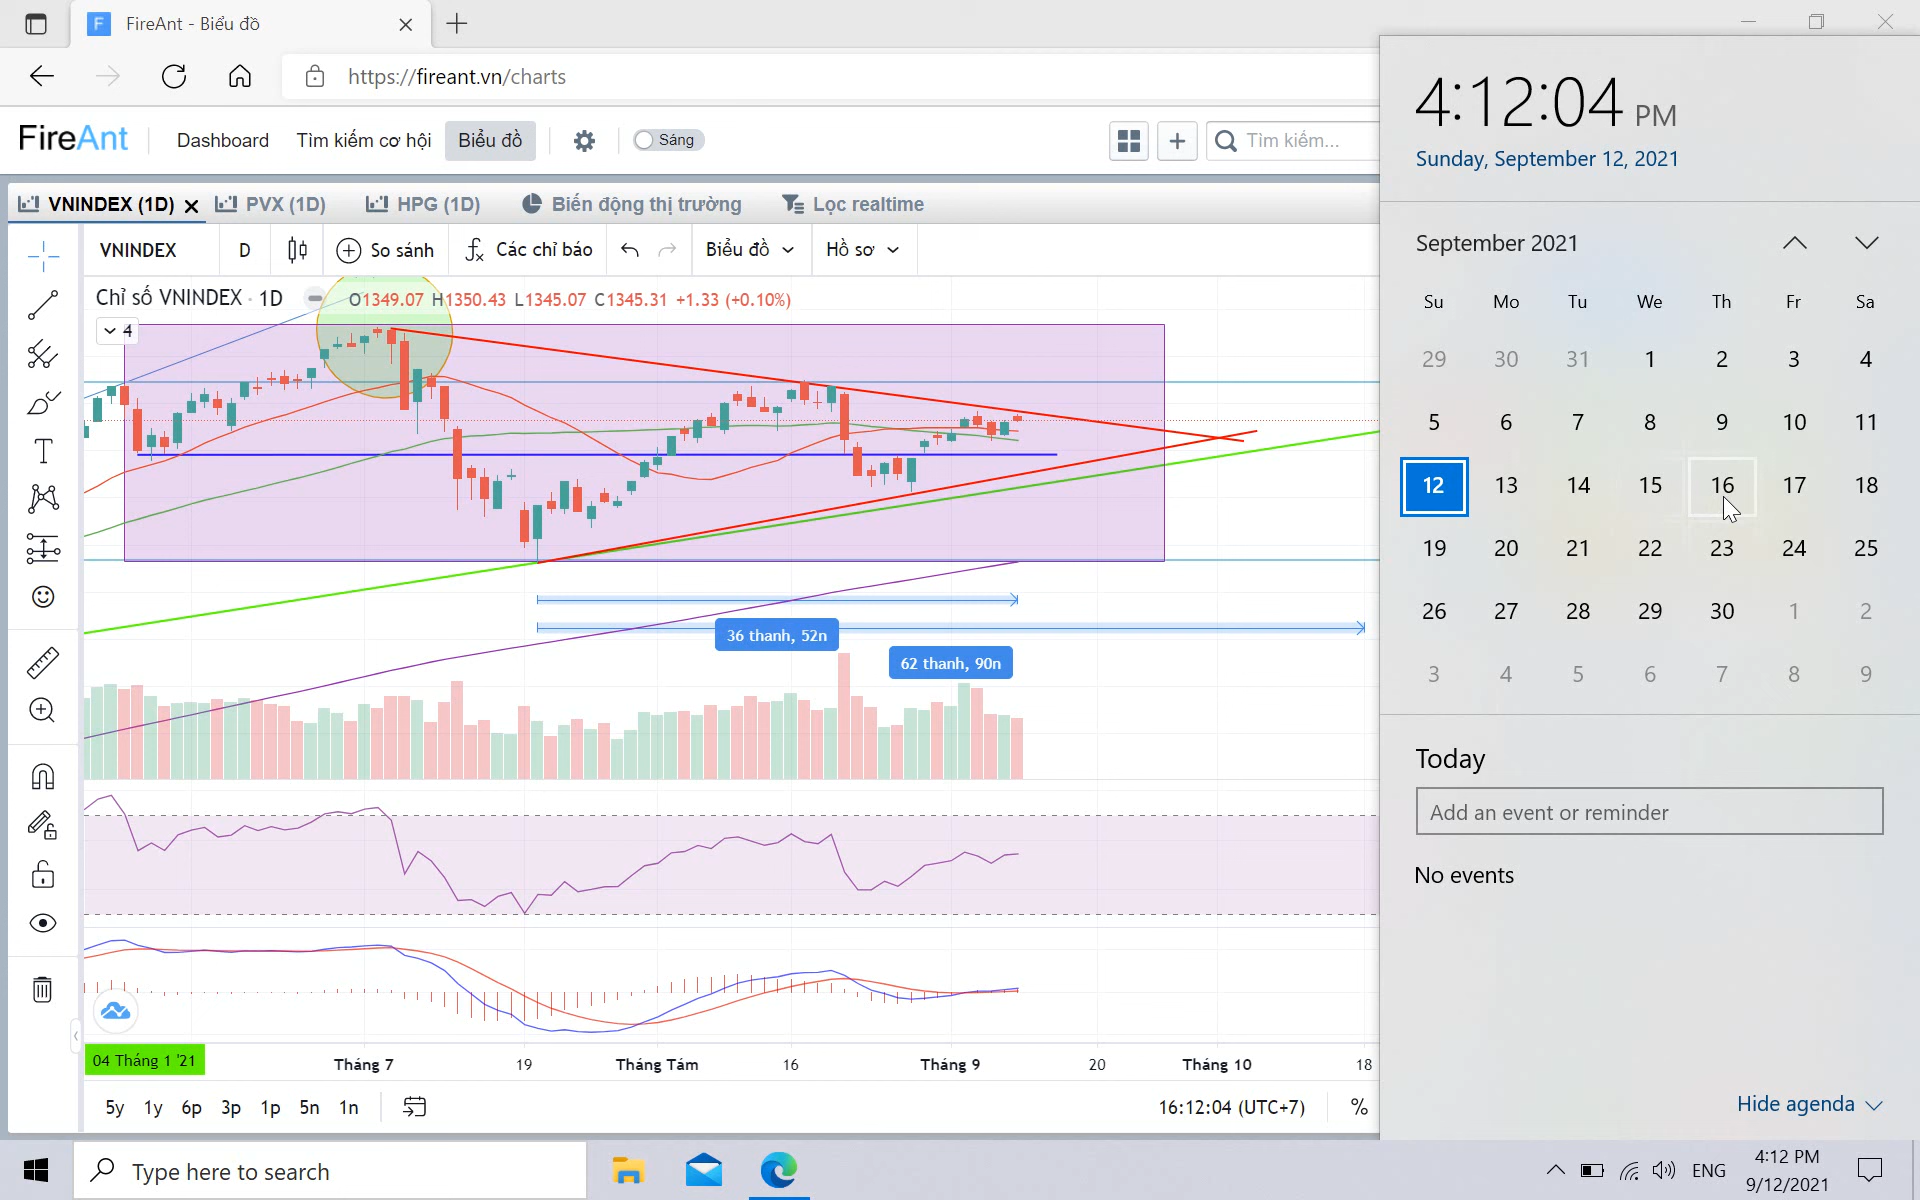 FireAnt - Biểu đồ
https://fireant.vn/charts
FireAnt
Dashboard
Tìm kiếm cơ hội
Biểu đồ
Sáng
Tìm kiếm...
VNINDEX (1D)
PVX (1D)
HPG (1D)
Biến động thị trường
Lọc realtime
VNINDEX
D
So sánh
Các chỉ báo
Biểu đồ
Hồ sơ
Chỉ số VNINDEX · 1D
O1349.07 H1350.43 L1345.07 C1345.31 +1.33 (+0.10%)
4
36 thanh, 52n
62 thanh, 90n
04 Tháng 1 '21
Tháng 7
19
Tháng Tám
16
Tháng 9
20
Tháng 10
18
5y 1y 6p 3p 1p 5n 1n
16:12:04 (UTC+7)
%
4:12:04 PM
Sunday, September 12, 2021
September 2021
Su Mo Tu We Th Fr Sa
29 30 31 1 2 3 4
5 6 7 8 9 10 11
12 13 14 15 16 17 18
19 20 21 22 23 24 25
26 27 28 29 30 1 2
3 4 5 6 7 8 9
Today
Add an event or reminder
No events
Hide agenda
Type here to search
ENG
4:12 PM
9/12/2021